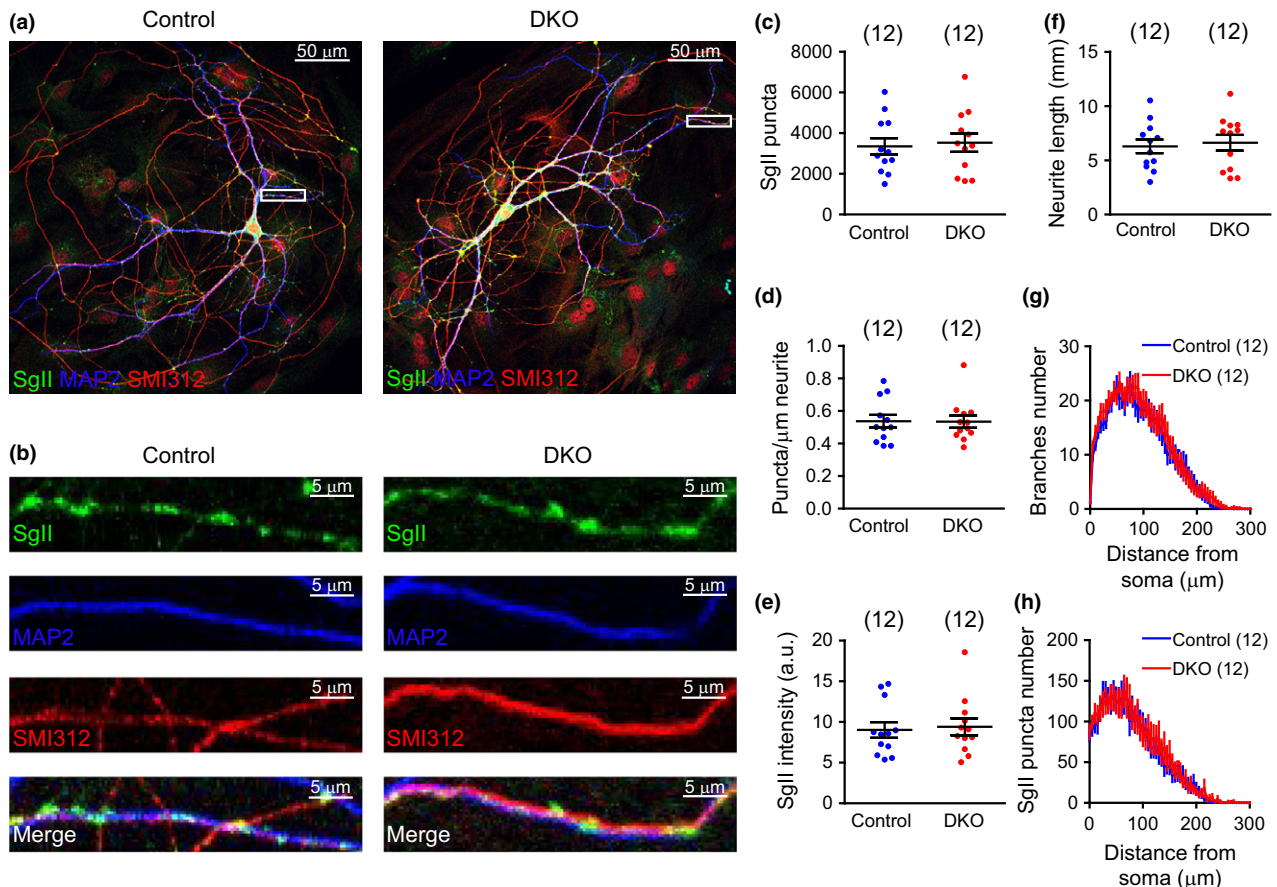 (a)
Control
DKO
50 μm
50 μm
SgII MAP2 SMI312
SgII MAP2 SMI312
(b)
Control
DKO
5 μm
SgII
5 μm
SgII
5 μm
MAP2
5 μm
MAP2
5 μm
SMI312
5 μm
SMI312
5 μm
Merge
5 μm
Merge
(c)
(12)
(12)
SgII puncta
8000
6000
4000
2000
0
Control
DKO
(d)
(12)
(12)
Puncta/μm neurite
1.0
0.8
0.6
0.4
0.2
0.0
Control
DKO
(e)
(12)
(12)
SgII intensity (a.u.)
20
15
10
5
0
Control
DKO
(f)
(12)
(12)
Neurite length (mm)
15
10
5
0
Control
DKO
(g)
Control (12)
DKO (12)
Branches number
30
20
10
0
0
100
200
300
Distance from
soma (μm)
(h)
Control (12)
DKO (12)
SgII puncta number
200
150
100
50
0
0
100
200
300
Distance from
soma (μm)